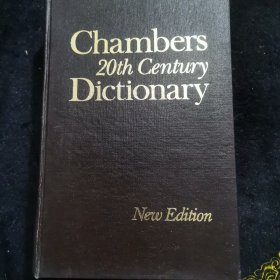 Chambers
20th Century
Dictionary
New Edition